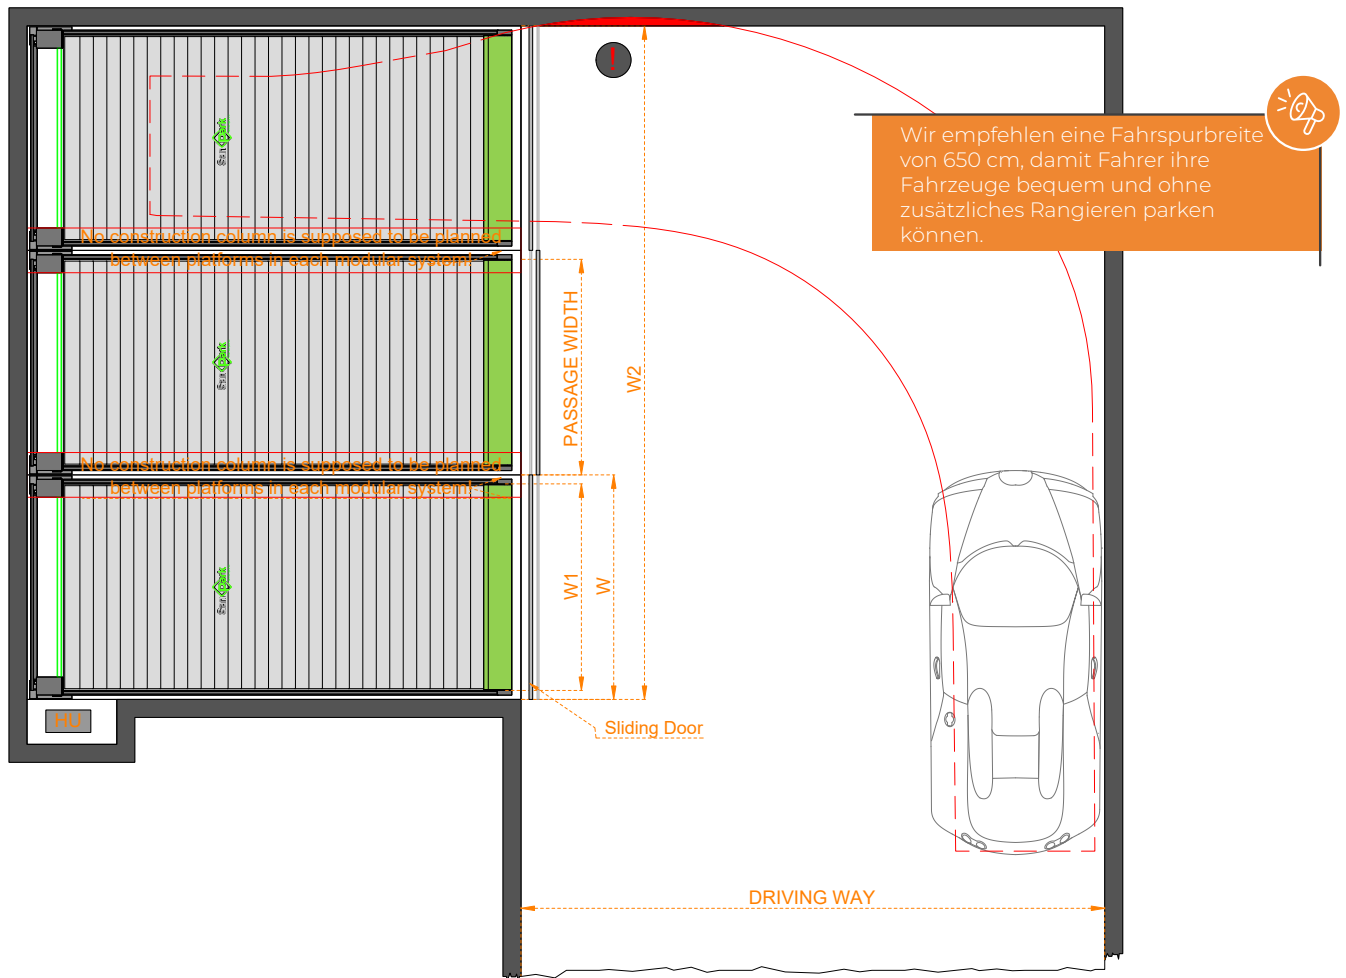 !
Wir empfehlen eine Fahrspurbreite
von 650 cm, damit Fahrer ihre
Fahrzeuge bequem und ohne
zusätzliches Rangieren parken
können.
No construction column is supposed to be planned
between platforms in each modular system!
PASSAGE WIDTH
W2
No construction column is supposed to be planned
between platforms in each modular system!
W1
W
HU
Sliding Door
DRIVING WAY